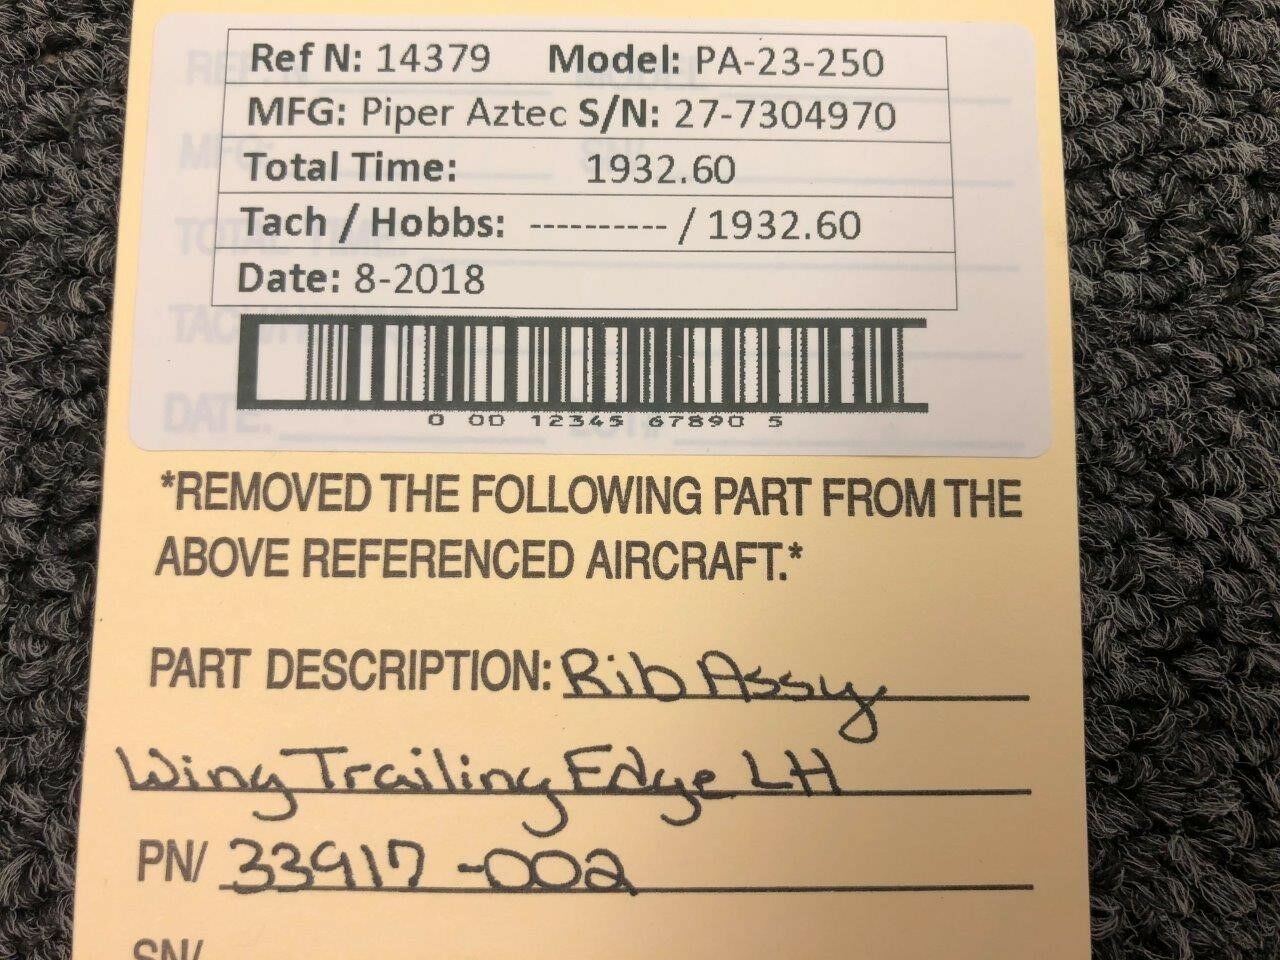 Ref N: 14379 Model: PA-23-250
MFG: Piper Aztec S/N: 27-7304970
Total Time: 1932.60
Tach / Hobbs: ---------- / 1932.60
Date: 8-2018
0 00 12345 67890 5
*REMOVED THE FOLLOWING PART FROM THE
ABOVE REFERENCED AIRCRAFT.*
PART DESCRIPTION: Rib Assy
Wing Trailing Edge LH
PN/ 33917-002
SN/